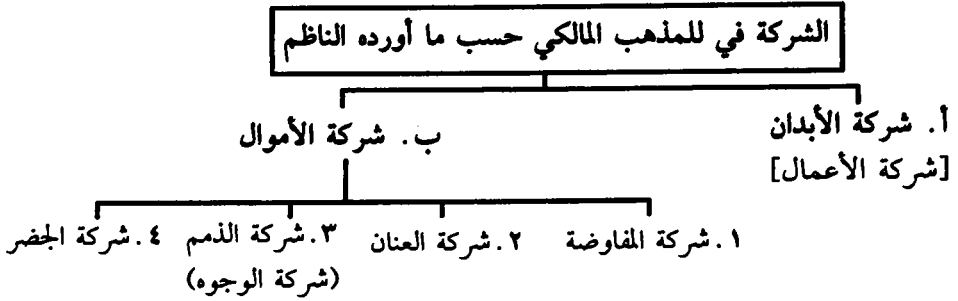 الشركة في للمذهب المالكي حسب ما أورده الناظم
أ. شركة الأبدان
[شركة الأعمال]
ب. شركة الأموال
١. شركة المفاوضة
٢. شركة العنان
٣. شركة الذمم
(شركة الوجوه)
٤. شركة الجضر